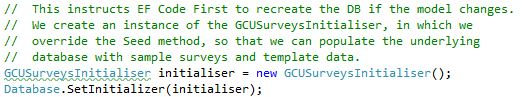 //  This instructs EF Code First to recreate the DB if the model changes.
//  We create an instance of the GCUSurveysInitialiser, in which we
//  override the Seed method, so that we can populate the underlying
//  database with sample surveys and template data.
GCUSurveysInitialiser initialiser = new GCUSurveysInitialiser();
Database.SetInitializer(initialiser);